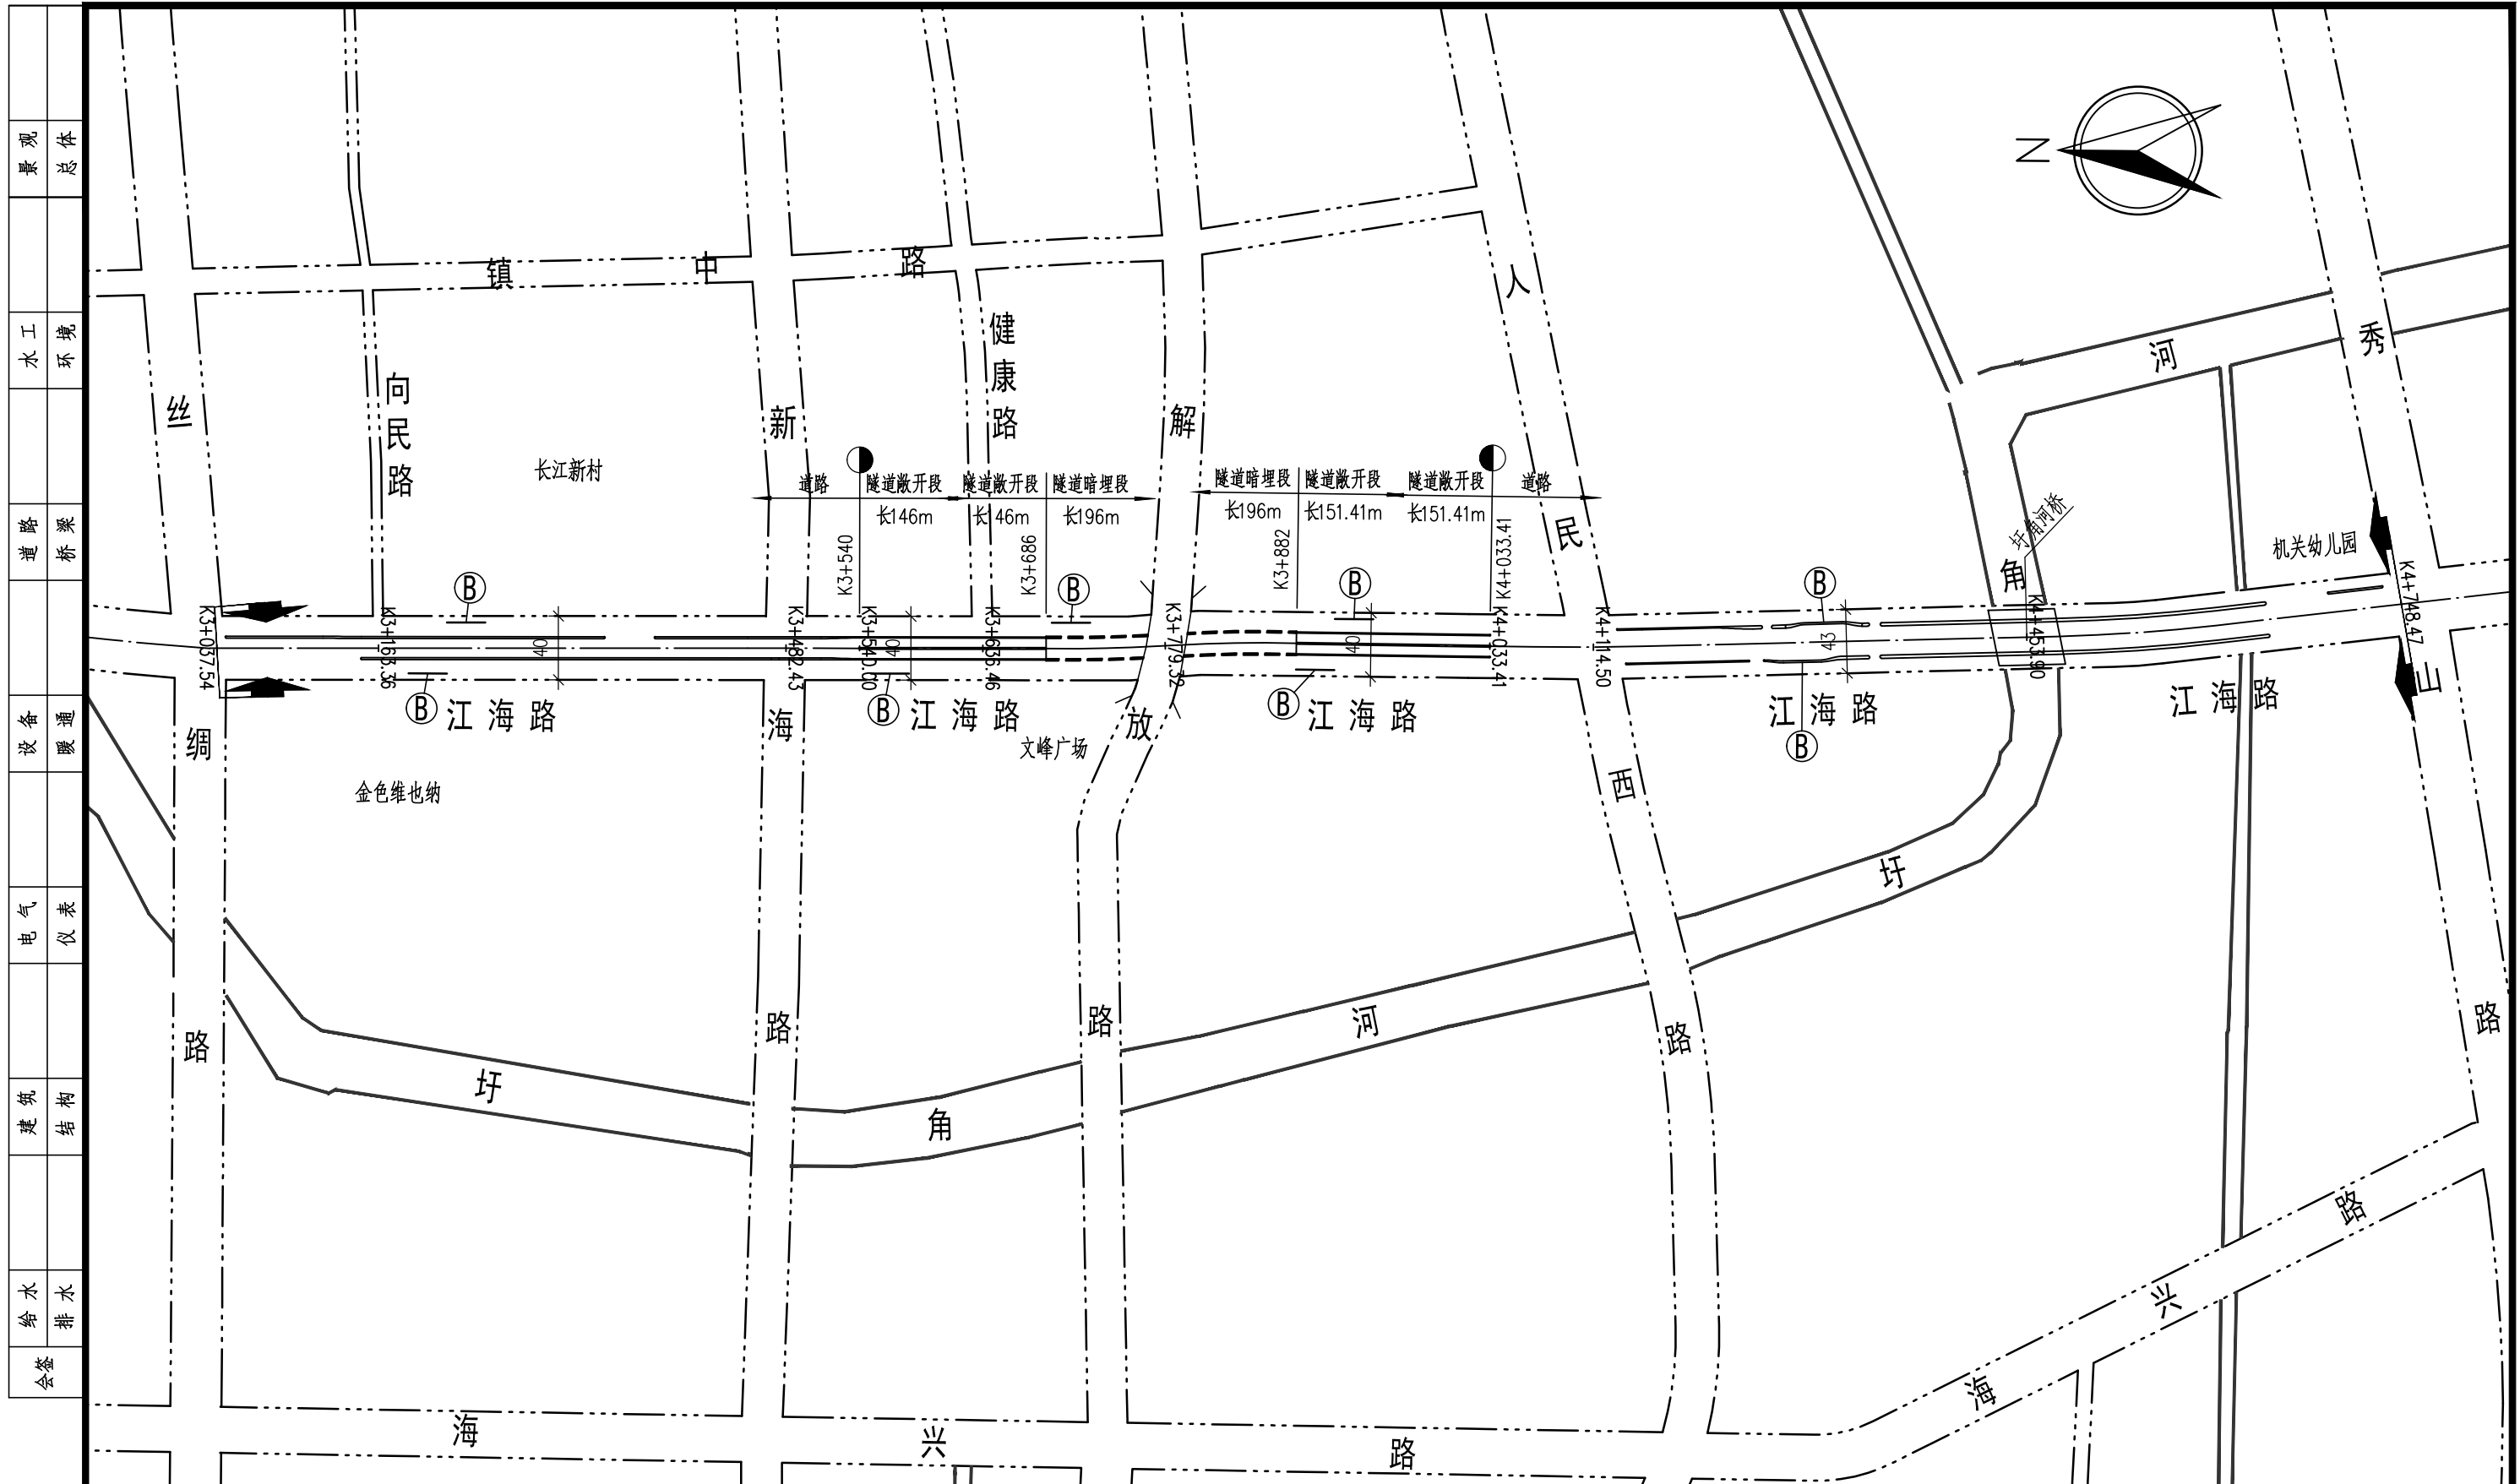 景观
总体
水工
环境
道路
桥梁
设备
暖通
电气
仪表
建筑
结构
给水
排水
会签
N
镇中路
丝绸路
向民路
新海路
健康路
解放路
人民西路
秀山路
河
长江新村
道路
隧道敞开段
长146m
隧道敞开段
长146m
隧道暗埋段
长196m
隧道暗埋段
长196m
隧道敞开段
长151.41m
隧道敞开段
长151.41m
道路
K3+540
K3+686
K3+882
K4+033.41
圩角河桥
机关幼儿园
B
B
B
B
K3+037.54
K3+163.36
40
K3+482.43
K3+540.00
40
K3+636.46
K3+779.32
40
K4+033.41
K4+114.50
43
K4+453.90
K4+748.47
B
B
B
B
江海路
江海路
江海路
江海路
江海路
文峰广场
金色维也纳
角
圩
河
圩
角
海兴路
海兴路